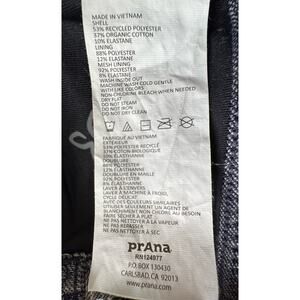 MADE IN VIETNAM
SHELL
53% RECYCLED POLYESTER
37% ORGANIC COTTON
10% ELASTANE
LINING
88% POLYESTER
12% ELASTANE
MESH LINING
92% POLYESTER
8% ELASTANE
WASH INSIDE OUT
MACHINE WASH COLD GENTLE
WITH LIKE COLORS
NON-CHLORINE BLEACH WHEN NEEDED
DRY FLAT
DO NOT STEAM
DO NOT IRON
DO NOT DRY CLEAN
FABRIQUÉ AU VIETNAM
EXTÉRIEUR
53% POLYESTER RECYCLÉ
37% COTON BIOLOGIQUE
10% ÉLASTHANNE
DOUBLURE
88% POLYESTER
12% ÉLASTHANNE
DOUBLURE EN MAILLE
92% POLYESTER
8% ÉLASTHANNE
LAVER À L'ENVERS
LAVER À MACHINE À FROID,
CYCLE DÉLICAT,
AVEC DES COULEURS SIMILAIRES
UTILISER SEULEMENT UN AGENT DE
BLANCHIMENT NON CHLORÉ AU BESOIN
FAIRE SÉCHER À PLAT
NE PAS NETTOYER À LA VAPEUR
NE PAS REPASSER
NE PAS NETTOYER À SEC
prAna
RN124977
P.O. BOX 130430
CARLSBAD, CA 92013
www.prAna.com